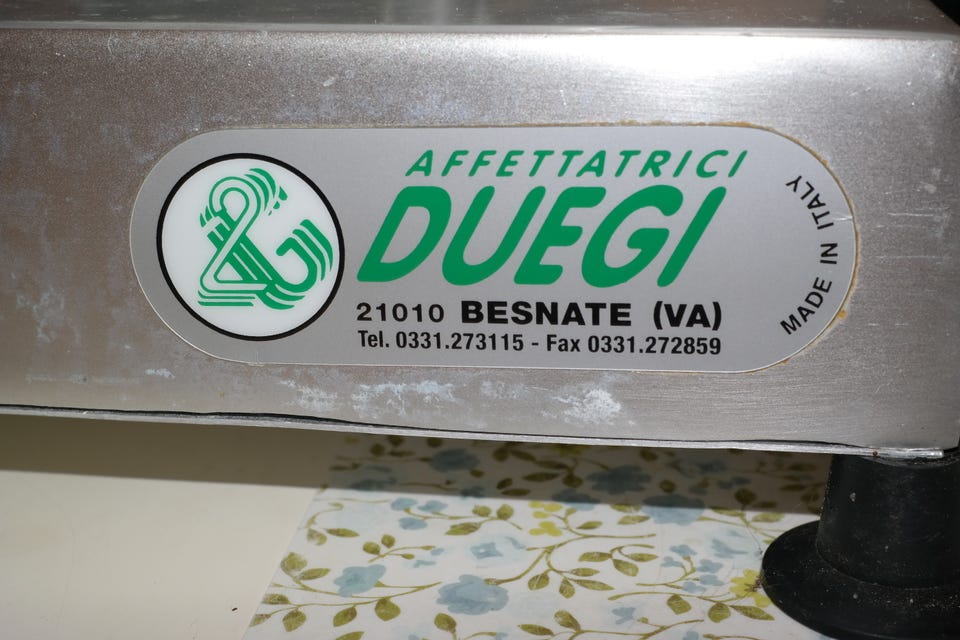 AFFETTATRICI
DUEGI
21010 BESNATE (VA)
Tel. 0331.273115 - Fax 0331.272859
MADE IN ITALY